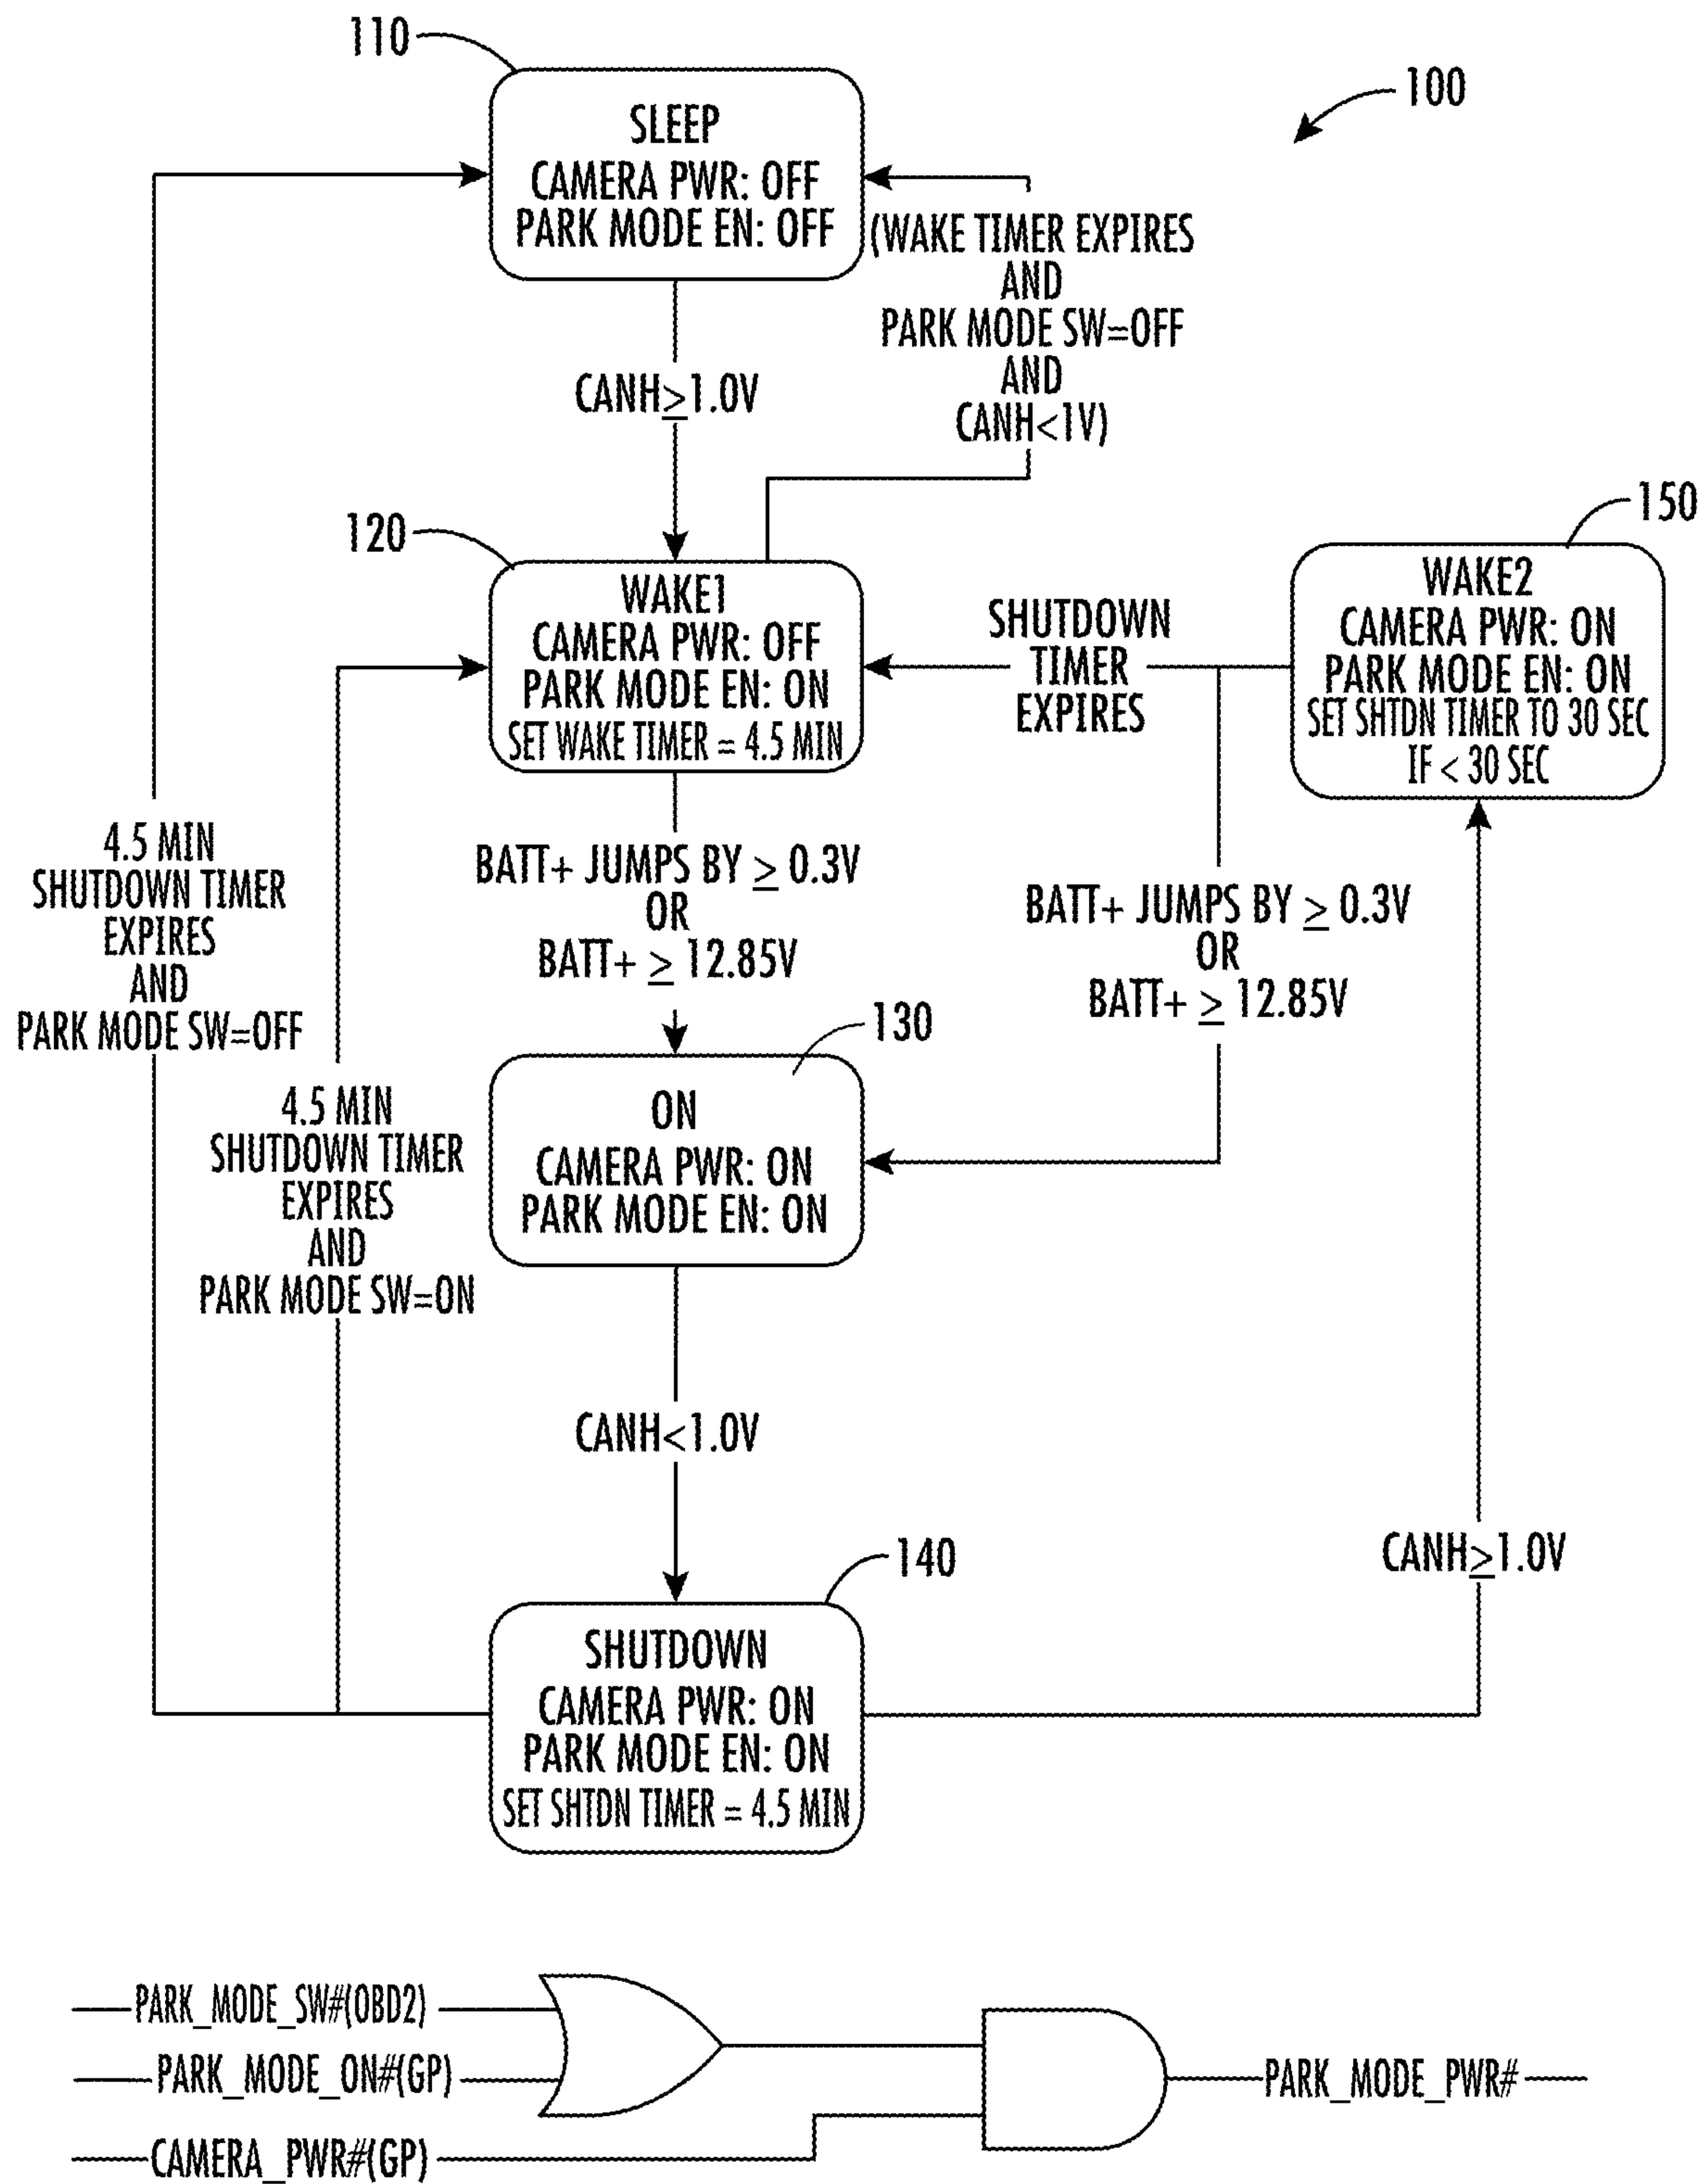 110
100
SLEEP
CAMERA PWR: OFF
PARK MODE EN: OFF
(WAKE TIMER EXPIRES
AND
PARK MODE SW=OFF
AND
CANH<1V)
CANH≥1.0V
120
WAKE1
CAMERA PWR: OFF
PARK MODE EN: ON
SET WAKE TIMER = 4.5 MIN
SHUTDOWN
TIMER
EXPIRES
150
WAKE2
CAMERA PWR: ON
PARK MODE EN: ON
SET SHTDN TIMER TO 30 SEC
IF < 30 SEC
4.5 MIN
SHUTDOWN TIMER
EXPIRES
AND
PARK MODE SW=OFF
BATT+ JUMPS BY ≥ 0.3V
OR
BATT+ ≥ 12.85V
BATT+ JUMPS BY ≥ 0.3V
OR
BATT+ ≥ 12.85V
4.5 MIN
SHUTDOWN TIMER
EXPIRES
AND
PARK MODE SW=ON
130
ON
CAMERA PWR: ON
PARK MODE EN: ON
CANH<1.0V
CANH≥1.0V
140
SHUTDOWN
CAMERA PWR: ON
PARK MODE EN: ON
SET SHTDN TIMER = 4.5 MIN
PARK_MODE_SW#(OBD2)
PARK_MODE_ON#(GP)
CAMERA_PWR#(GP)
PARK_MODE_PWR#